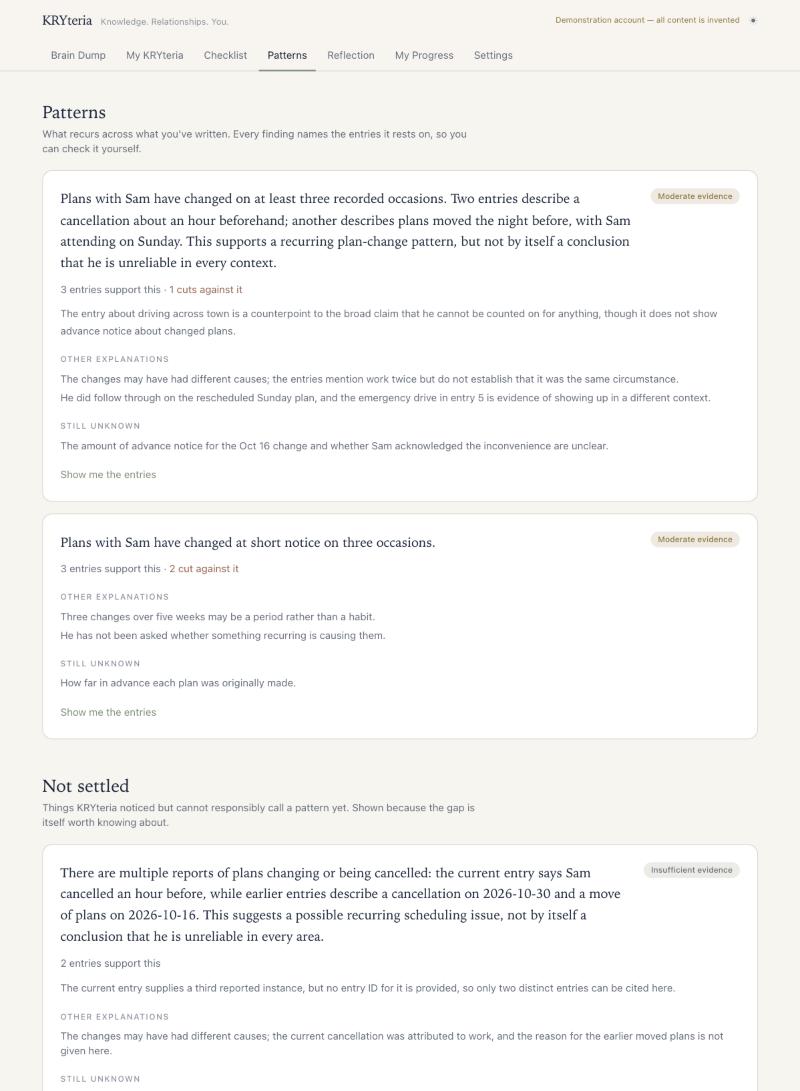 KRYteria Knowledge. Relationships. You. Demonstration account — all content is invented
Brain Dump My KRYteria Checklist Patterns Reflection My Progress Settings
Patterns
What recurs across what you've written. Every finding names the entries it rests on, so you
can check it yourself.
Plans with Sam have changed on at least three recorded occasions. Two entries describe a
Moderate evidence
cancellation about an hour beforehand; another describes plans moved the night before, with Sam
attending on Sunday. This supports a recurring plan-change pattern, but not by itself a conclusion
that he is unreliable in every context.
3 entries support this · 1 cuts against it
The entry about driving across town is a counterpoint to the broad claim that he cannot be counted on for anything, though it does not show
advance notice about changed plans.
OTHER EXPLANATIONS
The changes may have had different causes; the entries mention work twice but do not establish that it was the same circumstance.
He did follow through on the rescheduled Sunday plan, and the emergency drive in entry 5 is evidence of showing up in a different context.
STILL UNKNOWN
The amount of advance notice for the Oct 16 change and whether Sam acknowledged the inconvenience are unclear.
Show me the entries
Plans with Sam have changed at short notice on three occasions.
Moderate evidence
3 entries support this · 2 cut against it
OTHER EXPLANATIONS
Three changes over five weeks may be a period rather than a habit.
He has not been asked whether something recurring is causing them.
STILL UNKNOWN
How far in advance each plan was originally made.
Show me the entries
Not settled
Things KRYteria noticed but cannot responsibly call a pattern yet. Shown because the gap is
itself worth knowing about.
There are multiple reports of plans changing or being cancelled: the current entry says Sam
Insufficient evidence
cancelled an hour before, while earlier entries describe a cancellation on 2026-10-30 and a move
of plans on 2026-10-16. This suggests a possible recurring scheduling issue, not by itself a
conclusion that he is unreliable in every area.
2 entries support this
The current entry supplies a third reported instance, but no entry ID for it is provided, so only two distinct entries can be cited here.
OTHER EXPLANATIONS
The changes may have had different causes; the current cancellation was attributed to work, and the reason for the earlier moved plans is not
given here.
STILL UNKNOWN